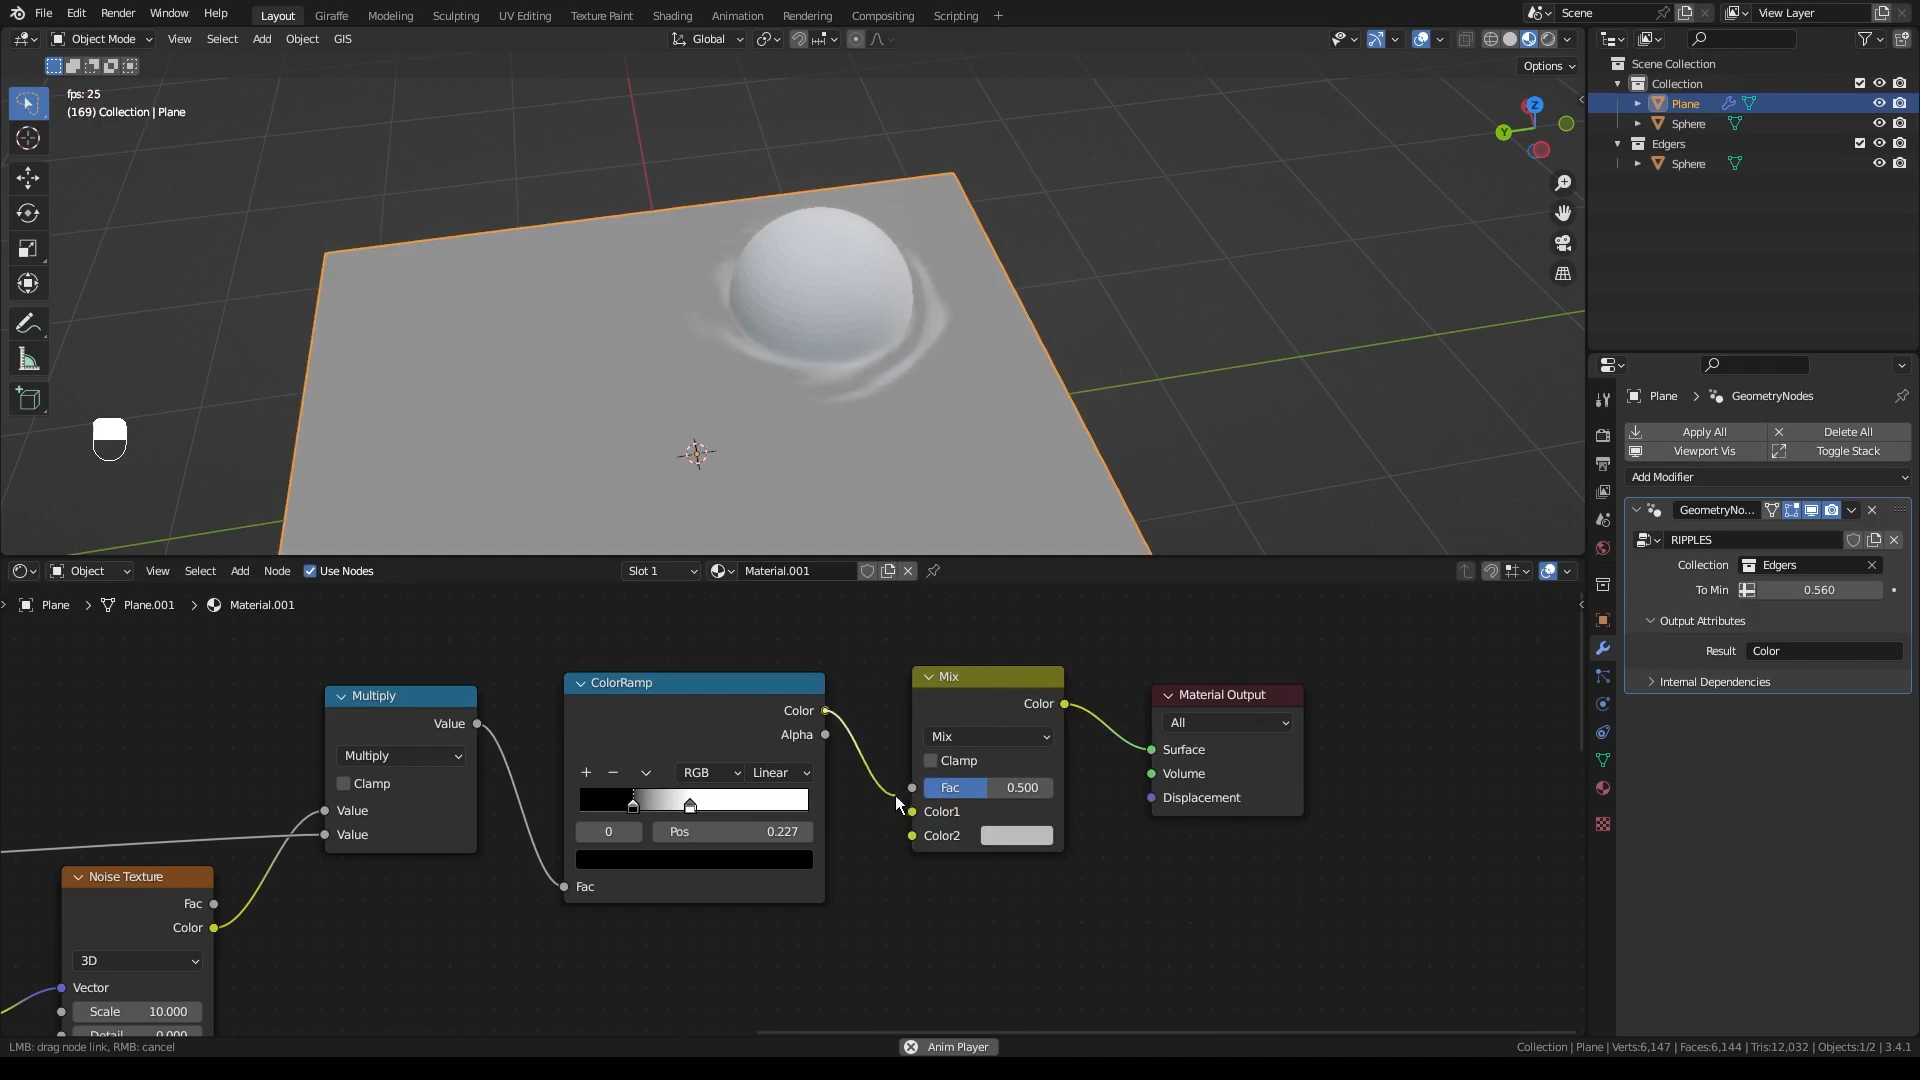 File Edit Render Window Help Layout Giraffe Modeling Sculpting UV Editing Texture Paint Shading Animation Rendering Compositing Scripting + Scene View Layer
Object Mode View Select Add Object GIS Global
Options
fps: 25
(169) Collection | Plane
Z
Y
Scene Collection
Collection
Plane
Sphere
Edgers
Sphere
Plane > GeometryNodes
Apply All Delete All
Viewport Vis Toggle Stack
Add Modifier
GeometryNo...
RIPPLES
Collection Edgers
To Min 0.560
Output Attributes
Result Color
Internal Dependencies
Object View Select Add Node Use Nodes Slot 1 Material.001
Plane > Plane.001 > Material.001
Multiply
Value
Multiply
Clamp
Value
Value
Noise Texture
Fac
Color
3D
Vector
Scale 10.000
Detail 0.000
ColorRamp
Color
Alpha
RGB Linear
0 Pos 0.227
Fac
Mix
Color
Mix
Clamp
Fac 0.500
Color1
Color2
Material Output
All
Surface
Volume
Displacement
LMB: drag node link, RMB: cancel Anim Player Collection | Plane | Verts:6,147 | Faces:6,144 | Tris:12,032 | Objects:1/2 | 3.4.1